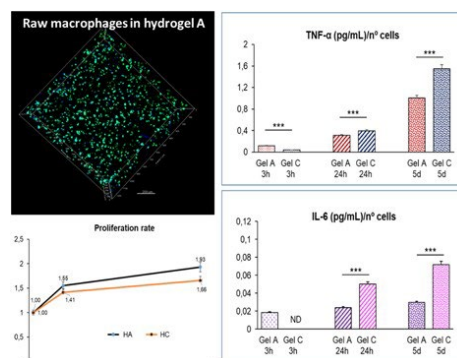 Raw macrophages in hydrogel A
Proliferation rate
2
1,5
1
0,5
1,00
1,00
1,55
1,41
1,93
1,66
HA
HC
TNF-α (pg/mL)/nº cells
2
1,6
1,2
0,8
0,4
0
***
***
***
Gel A Gel C Gel A Gel C Gel A Gel C
3h 3h 24h 24h 5d 5d
IL-6 (pg/mL)/nº cells
0,12
0,1
0,08
0,06
0,04
0,02
0
ND
***
***
Gel A Gel C Gel A Gel C Gel A Gel C
3h 3h 24h 24h 5d 5d